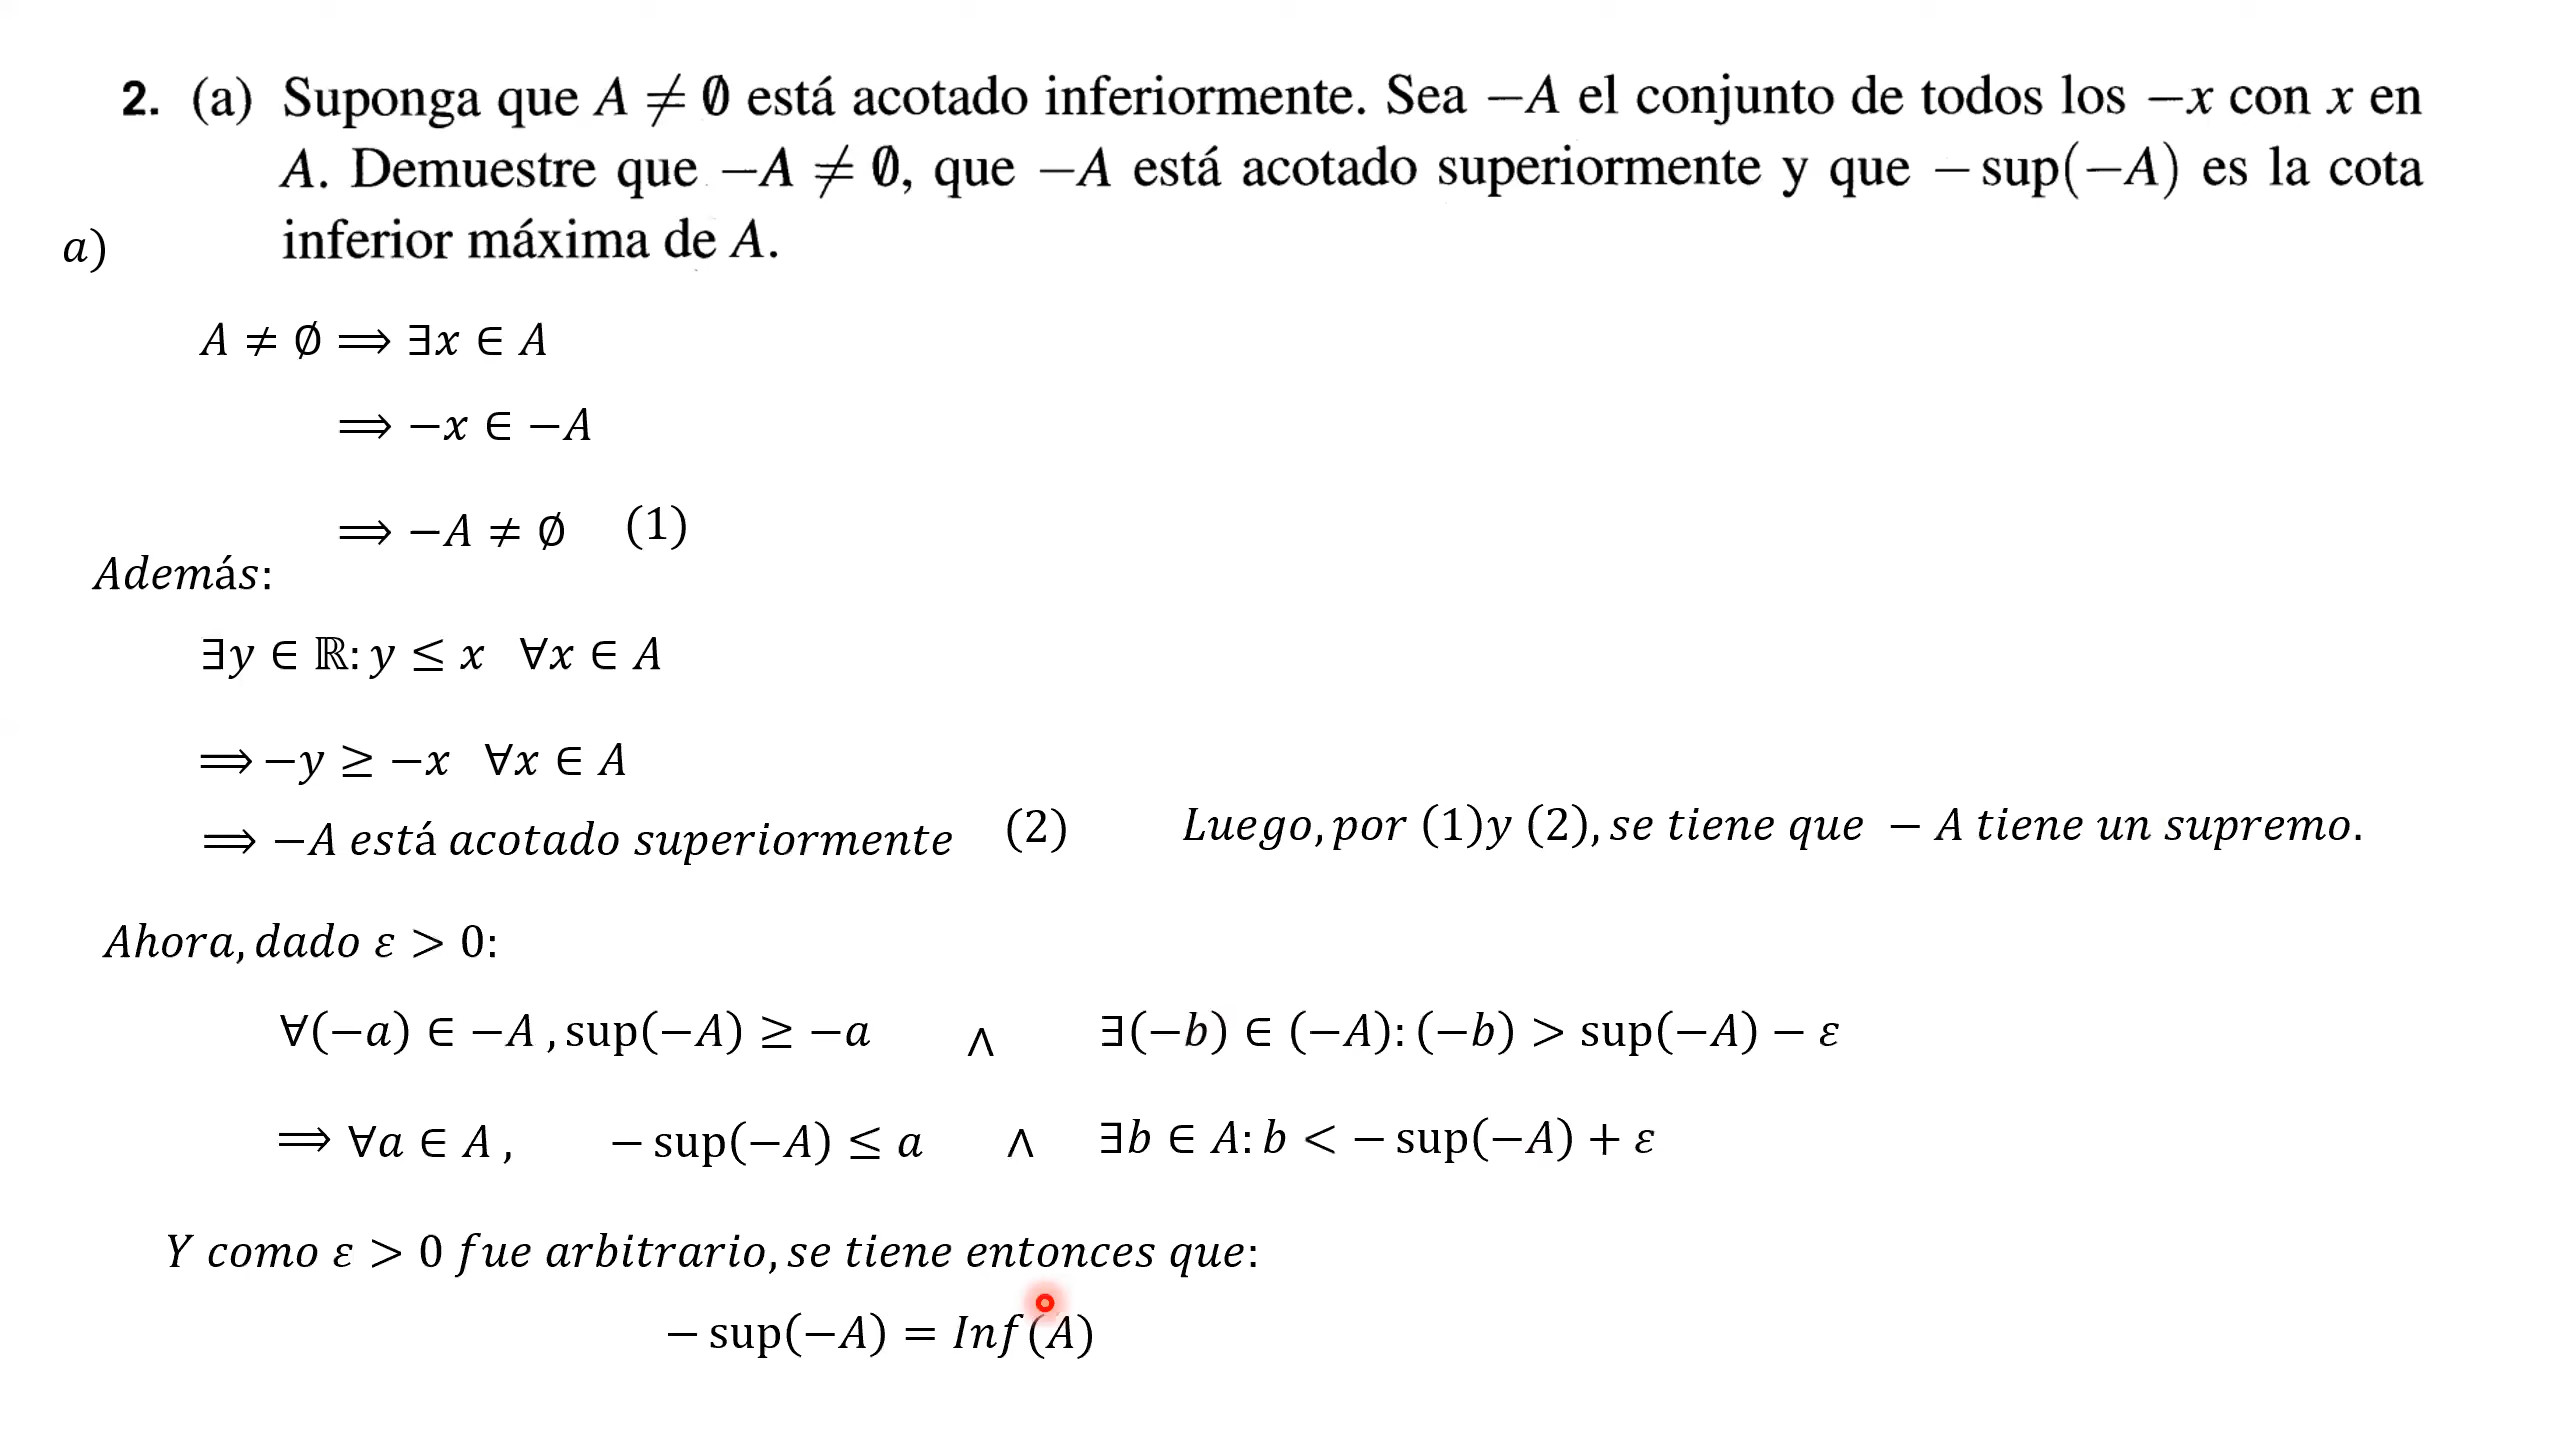 2. (a) Suponga que A ≠ ∅ está acotado inferiormente. Sea −A el conjunto de todos los −x con x en
A. Demuestre que −A ≠ ∅, que −A está acotado superiormente y que − sup(−A) es la cota
inferior máxima de A.
a)
A ≠ ∅ ⟹ ∃x ∈ A
⟹ −x ∈ −A
⟹ −A ≠ ∅ (1)
Además:
∃y ∈ ℝ: y ≤ x ∀x ∈ A
⟹ −y ≥ −x ∀x ∈ A
⟹ −A está acotado superiormente (2) Luego, por (1)y (2), se tiene que − A tiene un supremo.
Ahora, dado ε > 0:
∀(−a) ∈ −A , sup(−A) ≥ −a ∧ ∃(−b) ∈ (−A): (−b) > sup(−A) − ε
⟹ ∀a ∈ A , − sup(−A) ≤ a ∧ ∃b ∈ A: b < − sup(−A) + ε
Y como ε > 0 fue arbitrario, se tiene entonces que:
− sup(−A) = Inf(A)